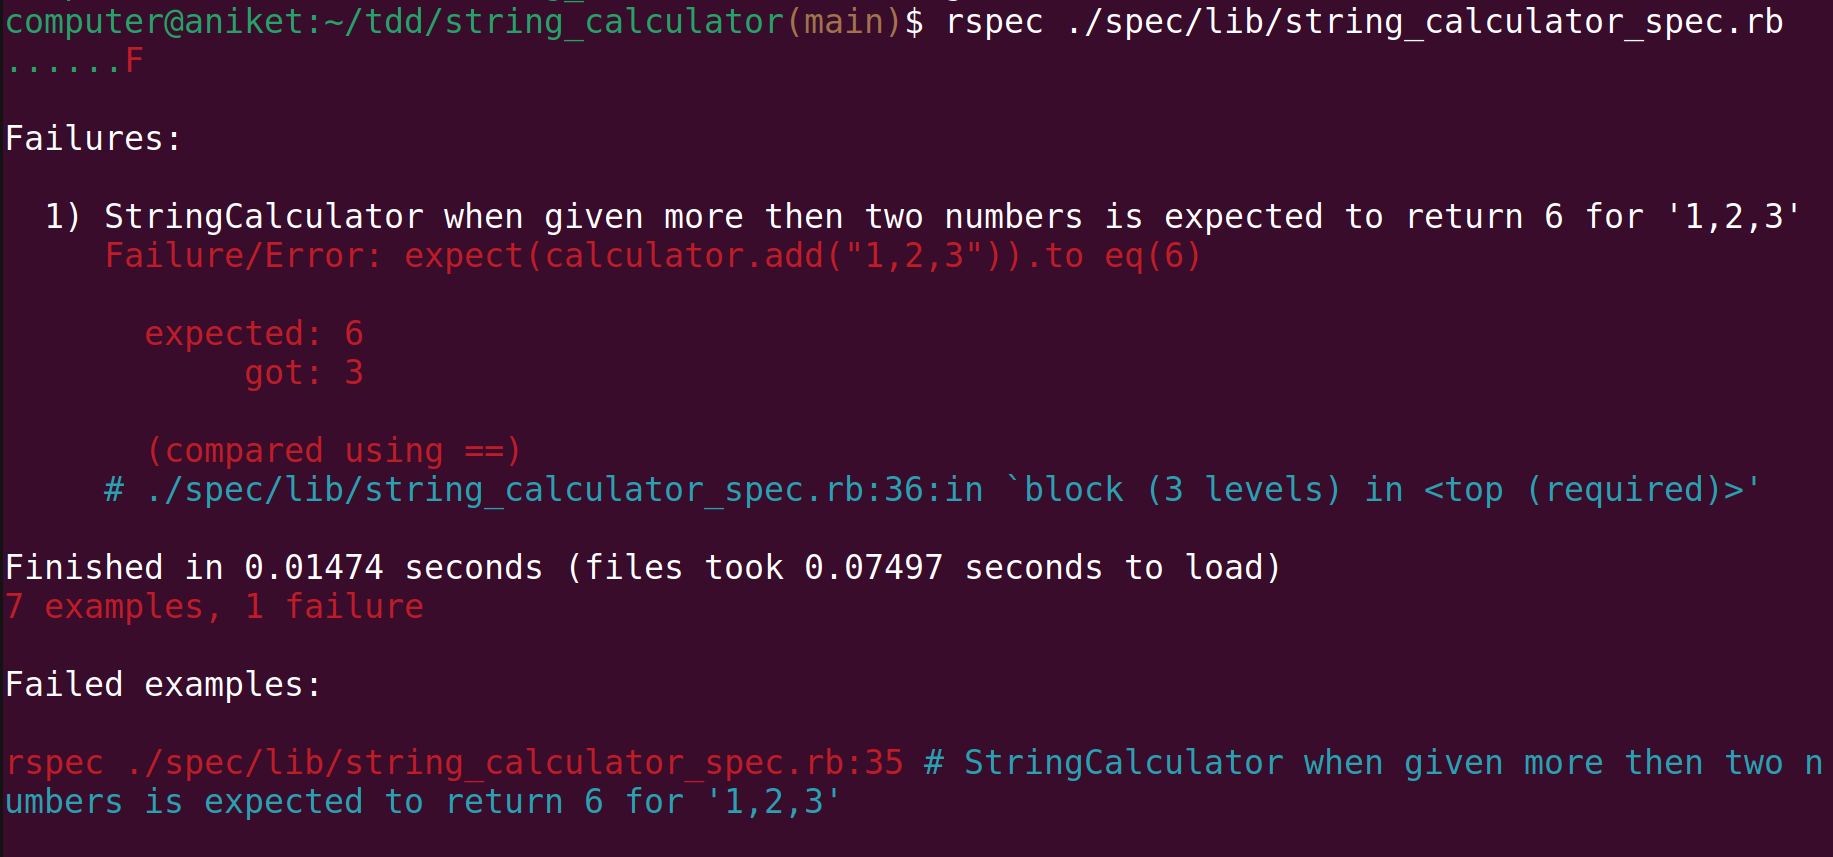 computer@aniket:~/tdd/string_calculator(main)$ rspec ./spec/lib/string_calculator_spec.rb
......F
Failures:
1) StringCalculator when given more then two numbers is expected to return 6 for '1,2,3'
Failure/Error: expect(calculator.add("1,2,3")).to eq(6)
expected: 6
got: 3
(compared using ==)
# ./spec/lib/string_calculator_spec.rb:36:in `block (3 levels) in <top (required)>'
Finished in 0.01474 seconds (files took 0.07497 seconds to load)
7 examples, 1 failure
Failed examples:
rspec ./spec/lib/string_calculator_spec.rb:35 # StringCalculator when given more then two n
umbers is expected to return 6 for '1,2,3'